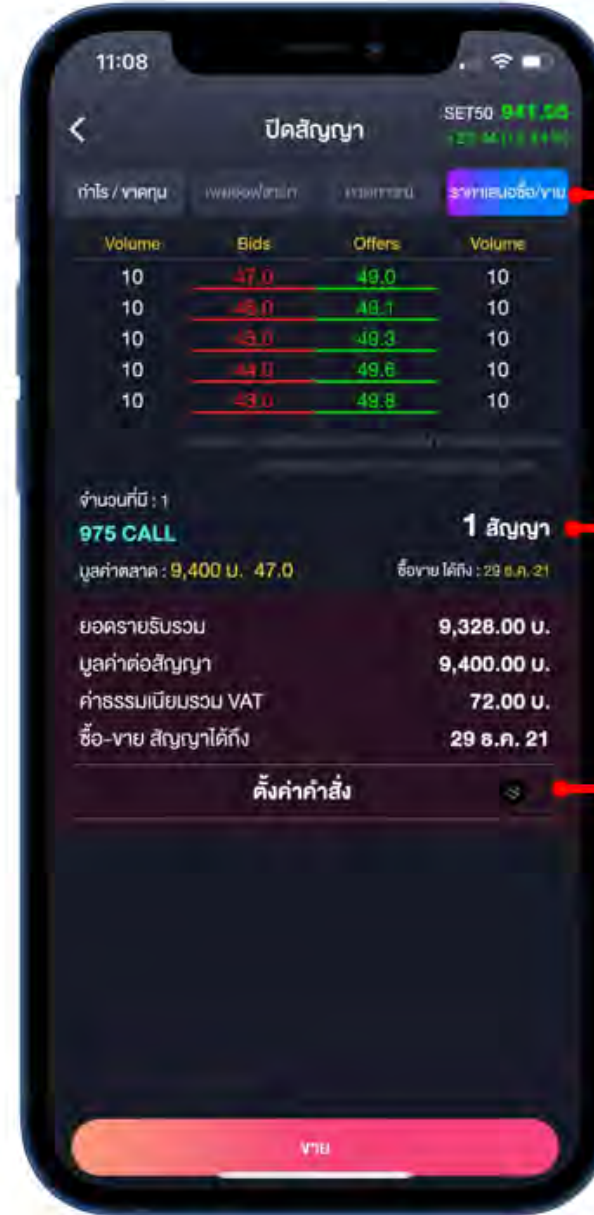 11:08
ปิดสัญญา
SET50
กำไร / ขาดทุน ราคาเสนอซื้อ/ขาย
Volume Bids Offers Volume
10 47.0 49.0 10
10 49.1 10
10 49.3 10
10 44.0 49.6 10
10 43.0 49.8 10
จำนวนที่มี : 1
975 CALL 1 สัญญา
มูลค่าตลาด : 9,400 บ. 47.0 ซื้อขายได้ถึง : 29 ธ.ค. 21
ยอดรายรับรวม 9,328.00 บ.
มูลค่าต่อสัญญา 9,400.00 บ.
ค่าธรรมเนียมรวม VAT 72.00 บ.
ซื้อ-ขาย สัญญาได้ถึง 29 ธ.ค. 21
ตั้งค่าคำสั่ง
ขาย